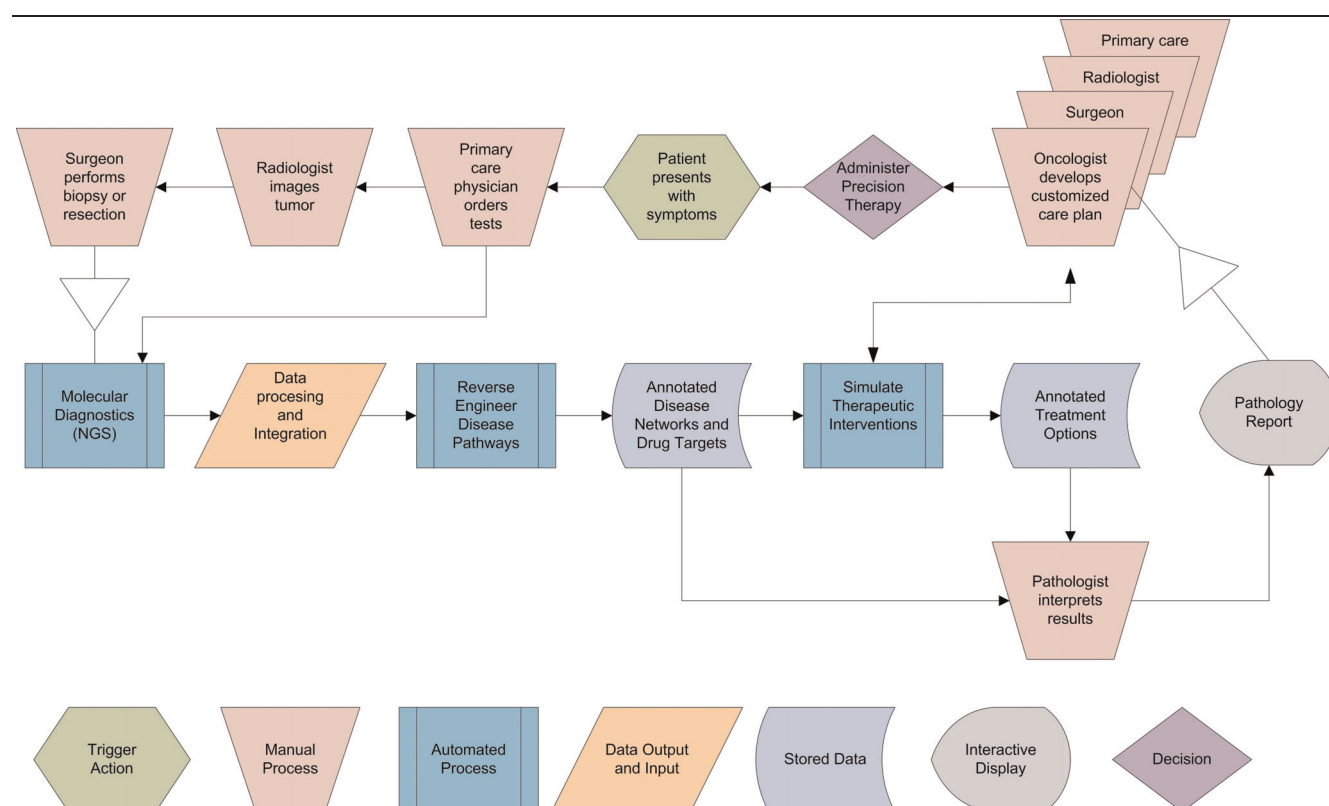 Primary care
Radiologist
Surgeon
Oncologist
develops
customized
care plan
Surgeon
performs
biopsy or
resection
Radiologist
images
tumor
Primary
care
physician
orders
tests
Patient
presents
with
symptoms
Administer
Precision
Therapy
Molecular
Diagnostics
(NGS)
Data
procesing and
Integration
Reverse
Engineer
Disease
Pathways
Annotated
Disease
Networks and
Drug Targets
Simulate
Therapeutic
Interventions
Annotated
Treatment
Options
Pathology
Report
Pathologist
interprets
results
Trigger
Action
Manual
Process
Automated
Process
Data Output
and Input
Stored Data
Interactive
Display
Decision